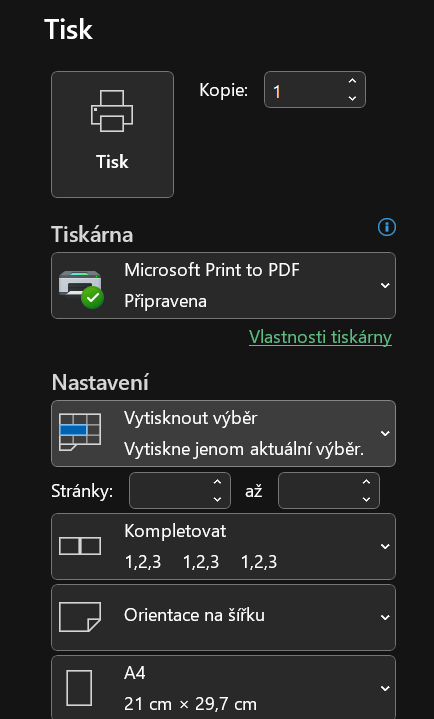 Tisk
Kopie: 1
Tisk
Tiskárna
Microsoft Print to PDF
Připravena
Vlastnosti tiskárny
Nastavení
Vytisknout výběr
Vytiskne jenom aktuální výběr.
Stránky: až
Kompletovat
1,2,3 1,2,3 1,2,3
Orientace na šířku
A4
21 cm × 29,7 cm